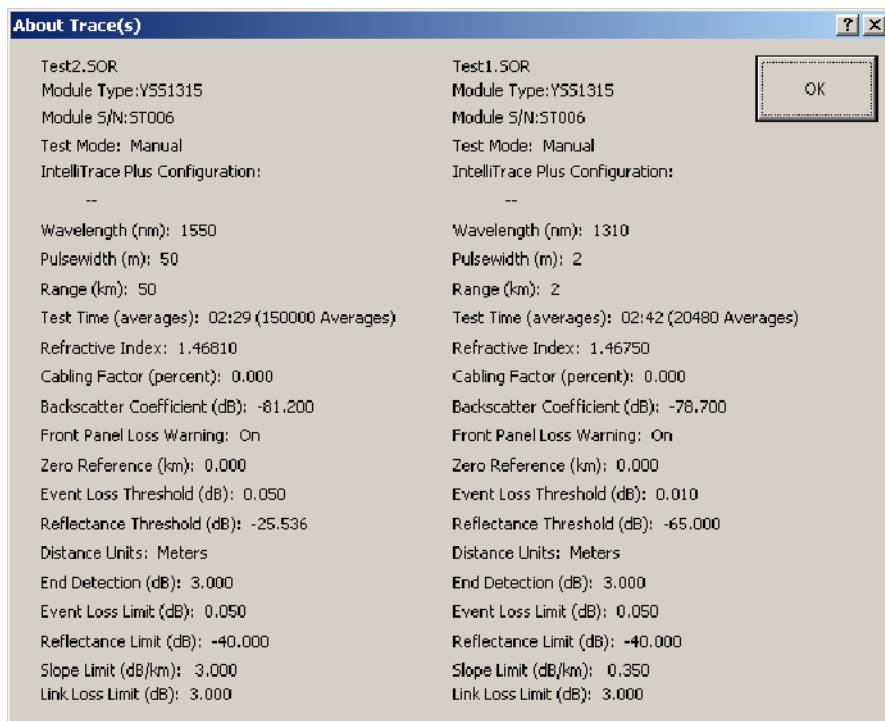 About Trace(s)
Test2.SOR
Module Type:YSS1315
Module S/N:ST006
Test Mode: Manual
IntelliTrace Plus Configuration:
--
Wavelength (nm): 1550
Pulsewidth (m): 50
Range (km): 50
Test Time (averages): 02:29 (150000 Averages)
Refractive Index: 1.46810
Cabling Factor (percent): 0.000
Backscatter Coefficient (dB): -81.200
Front Panel Loss Warning: On
Zero Reference (km): 0.000
Event Loss Threshold (dB): 0.050
Reflectance Threshold (dB): -25.536
Distance Units: Meters
End Detection (dB): 3.000
Event Loss Limit (dB): 0.050
Reflectance Limit (dB): -40.000
Slope Limit (dB/km): 3.000
Link Loss Limit (dB): 3.000
Test1.SOR
Module Type:YSS1315
Module S/N:ST006
Test Mode: Manual
IntelliTrace Plus Configuration:
--
Wavelength (nm): 1310
Pulsewidth (m): 2
Range (km): 2
Test Time (averages): 02:42 (20480 Averages)
Refractive Index: 1.46750
Cabling Factor (percent): 0.000
Backscatter Coefficient (dB): -78.700
Front Panel Loss Warning: On
Zero Reference (km): 0.000
Event Loss Threshold (dB): 0.010
Reflectance Threshold (dB): -65.000
Distance Units: Meters
End Detection (dB): 3.000
Event Loss Limit (dB): 0.050
Reflectance Limit (dB): -40.000
Slope Limit (dB/km): 0.350
Link Loss Limit (dB): 3.000
OK